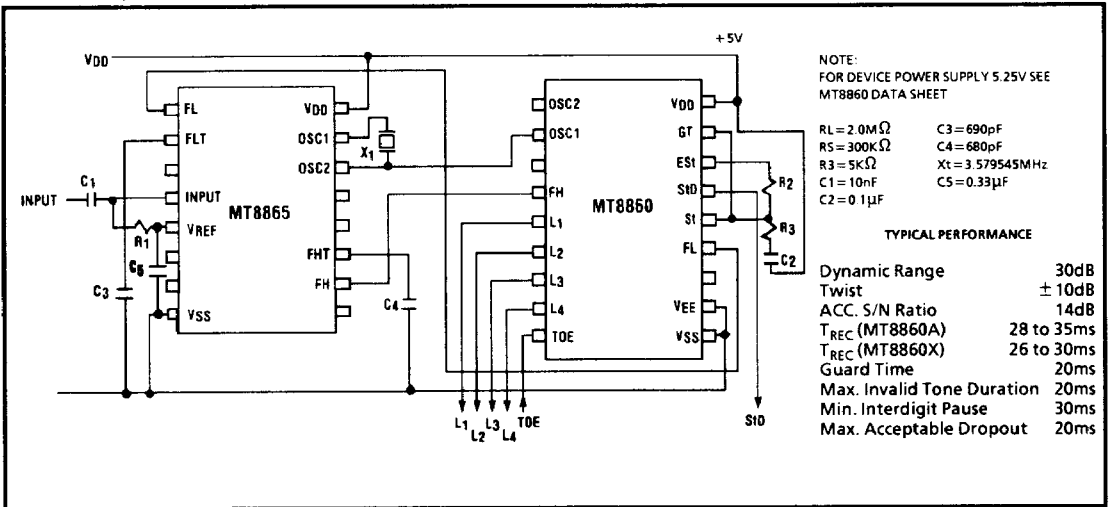 +5V
VDD
FL
FLT
INPUT
VREF
VSS
VDD
OSC1
OSC2
FHT
FH
MT8865
INPUT
C1
R1
C5
C3
X1
C4
OSC2
OSC1
FH
L1
L2
L3
L4
TOE
MT8860
VDD
GT
ESt
StD
St
FL
VEE
VSS
R2
R3
C2
L1
L2
L3
L4
TOE
StD
NOTE:
FOR DEVICE POWER SUPPLY 5.25V SEE
MT8860 DATA SHEET
RL=2.0MΩ C3=690pF
RS=300KΩ C4=680pF
R3=5KΩ Xt=3.579545MHz
C1=10nF C5=0.33µF
C2=0.1µF
TYPICAL PERFORMANCE
Dynamic Range 30dB
Twist ±10dB
ACC. S/N Ratio 14dB
TREC (MT8860A) 28 to 35ms
TREC (MT8860X) 26 to 30ms
Guard Time 20ms
Max. Invalid Tone Duration 20ms
Min. Interdigit Pause 30ms
Max. Acceptable Dropout 20ms